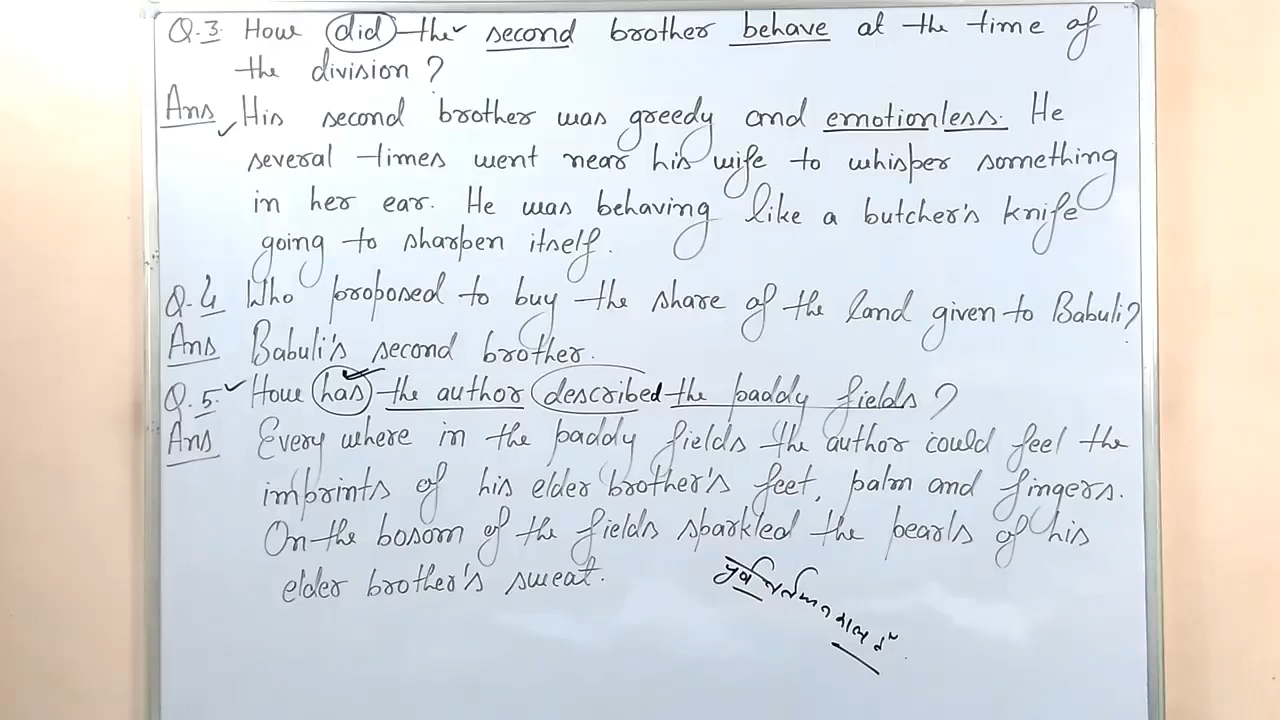 Q.3. How did the second brother behave at the time of
the division?
Ans His second brother was greedy and emotionless. He
several times went near his wife to whisper something
in her ear. He was behaving like a butcher's knife
going to sharpen itself.
Q.4 Who proposed to buy the share of the land given to Babuli?
Ans Babuli's second brother.
Q.5. How has the author described the paddy fields?
Ans Every where in the paddy fields the author could feel the
imprints of his elder brother's feet, palm and fingers.
On the bosom of the fields sparkled the pearls of his
elder brother's sweat.